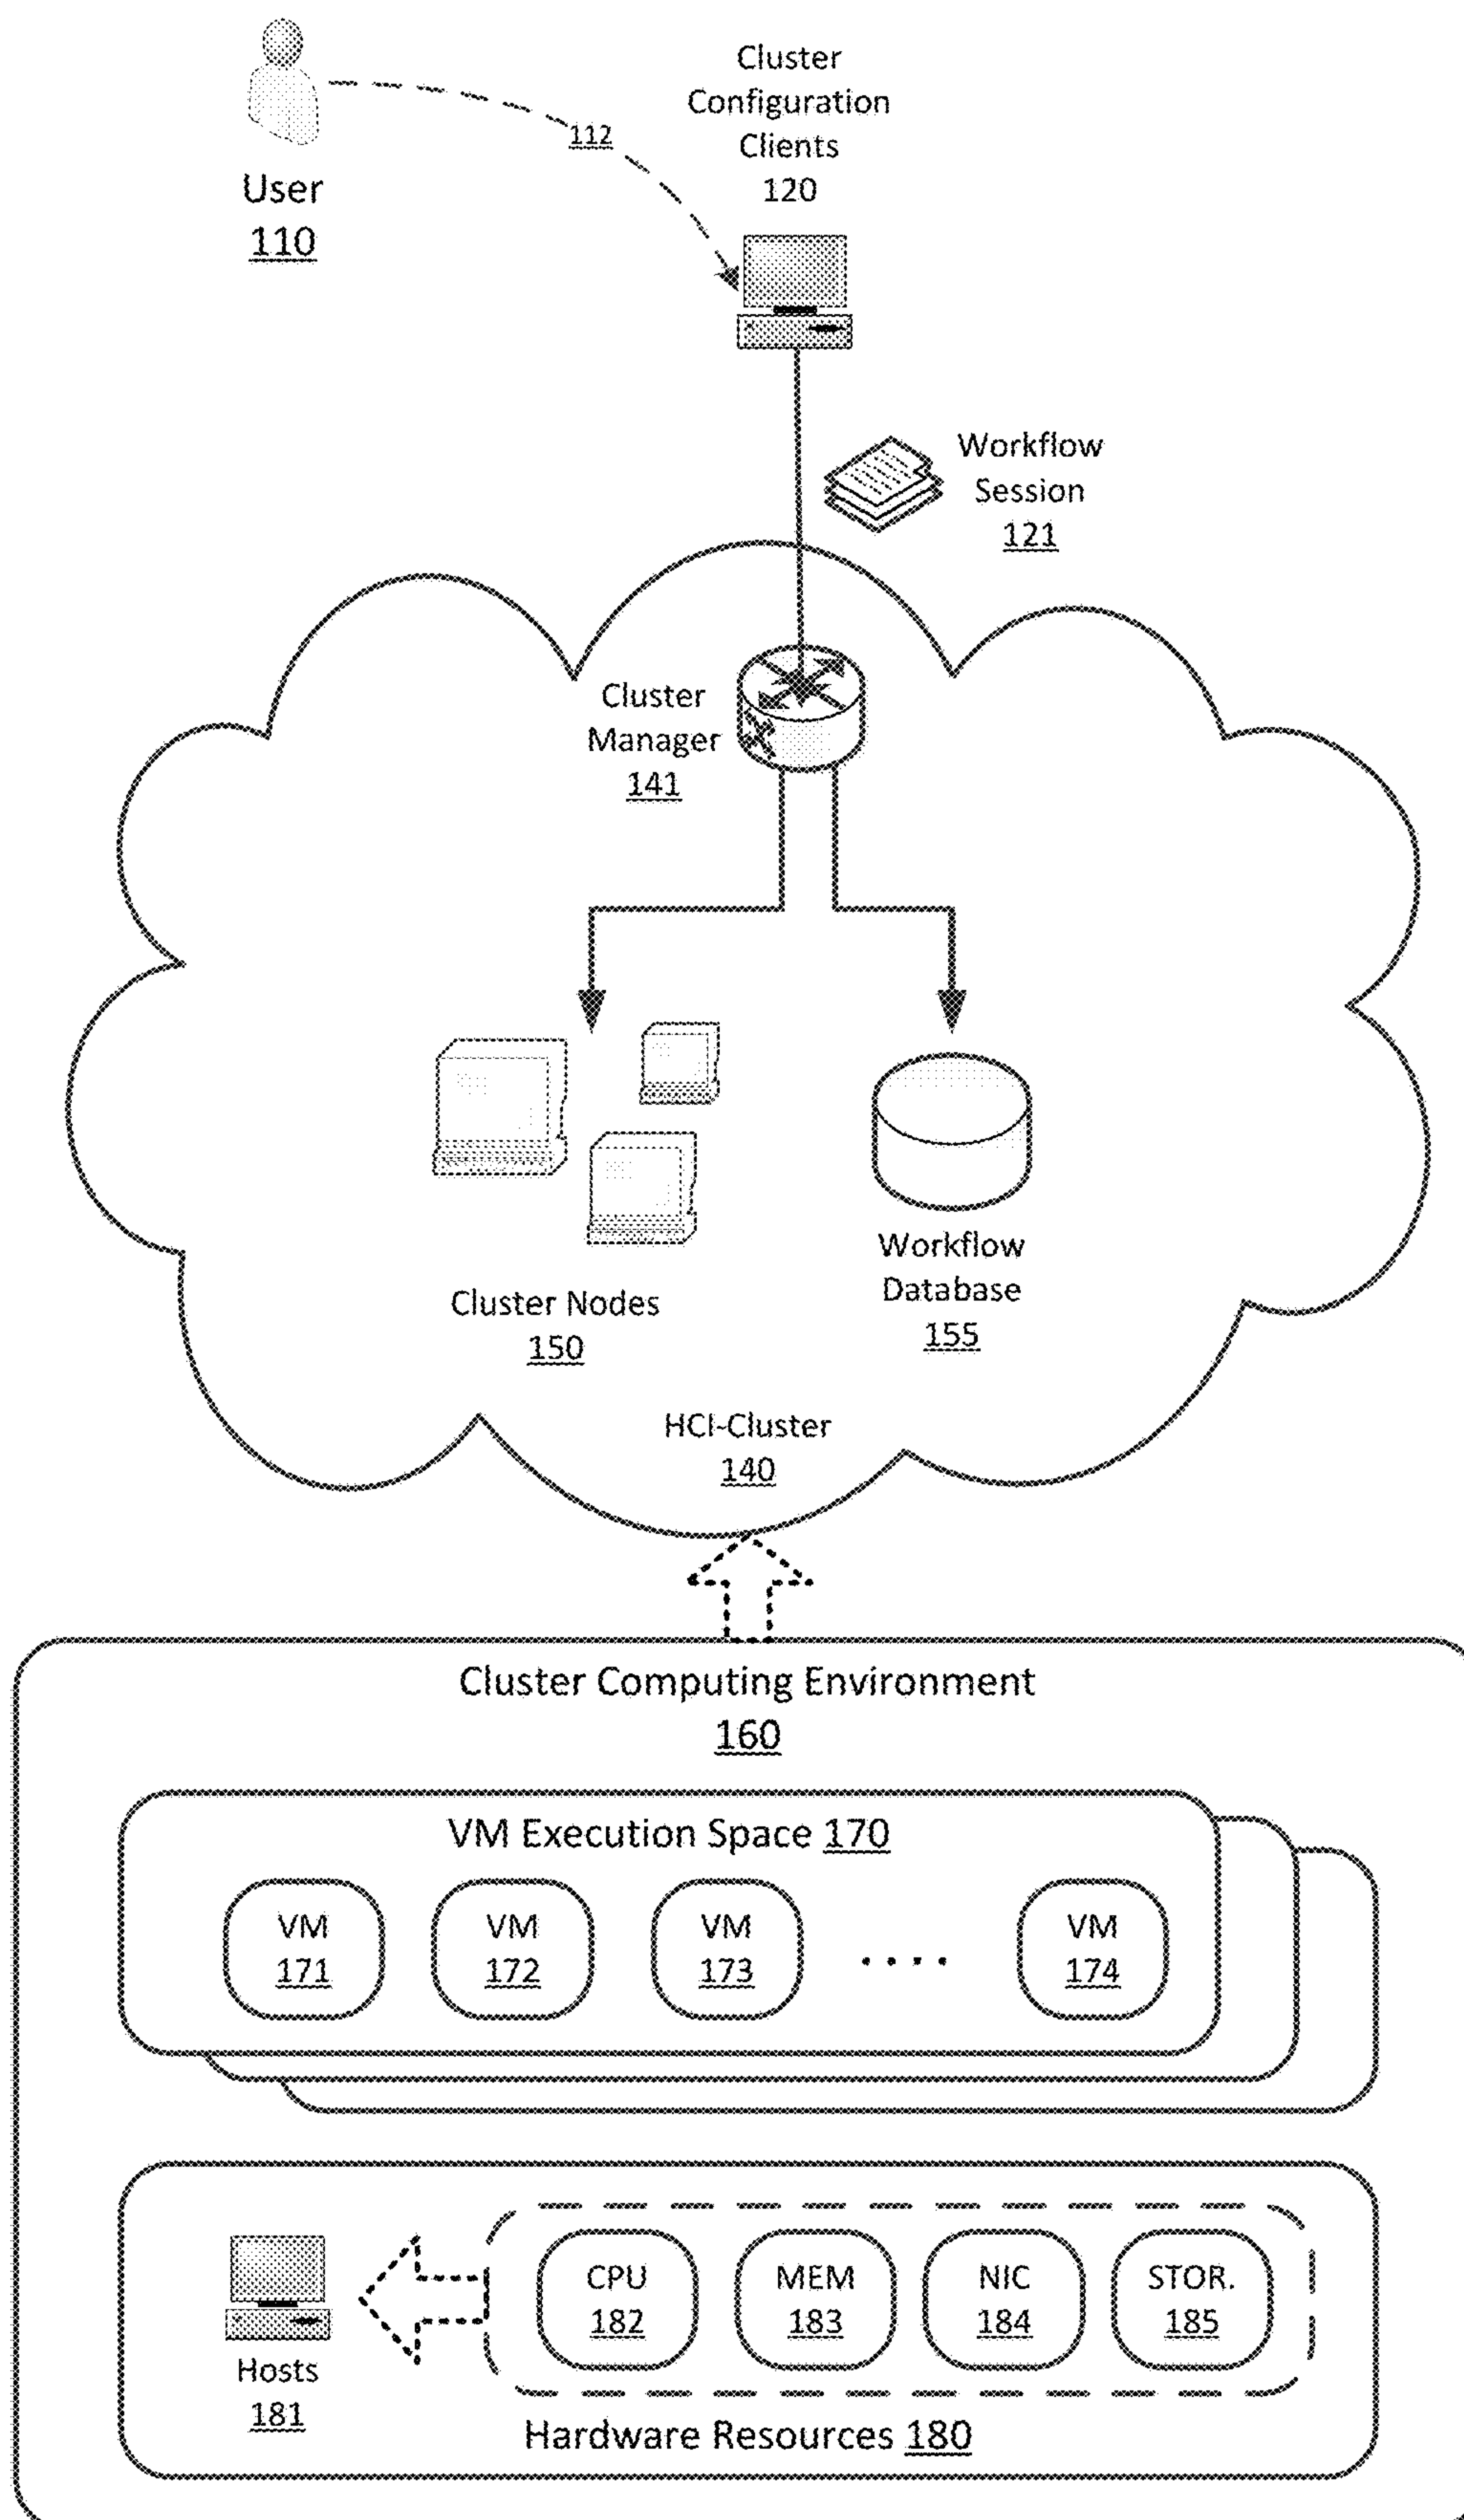 User
110
112
Cluster
Configuration
Clients
120
Workflow
Session
121
Cluster
Manager
141
Cluster Nodes
150
Workflow
Database
155
HCI-Cluster
140
Cluster Computing Environment
160
VM Execution Space 170
VM
171
VM
172
VM
173
....
VM
174
Hosts
181
CPU
182
MEM
183
NIC
184
STOR.
185
Hardware Resources 180